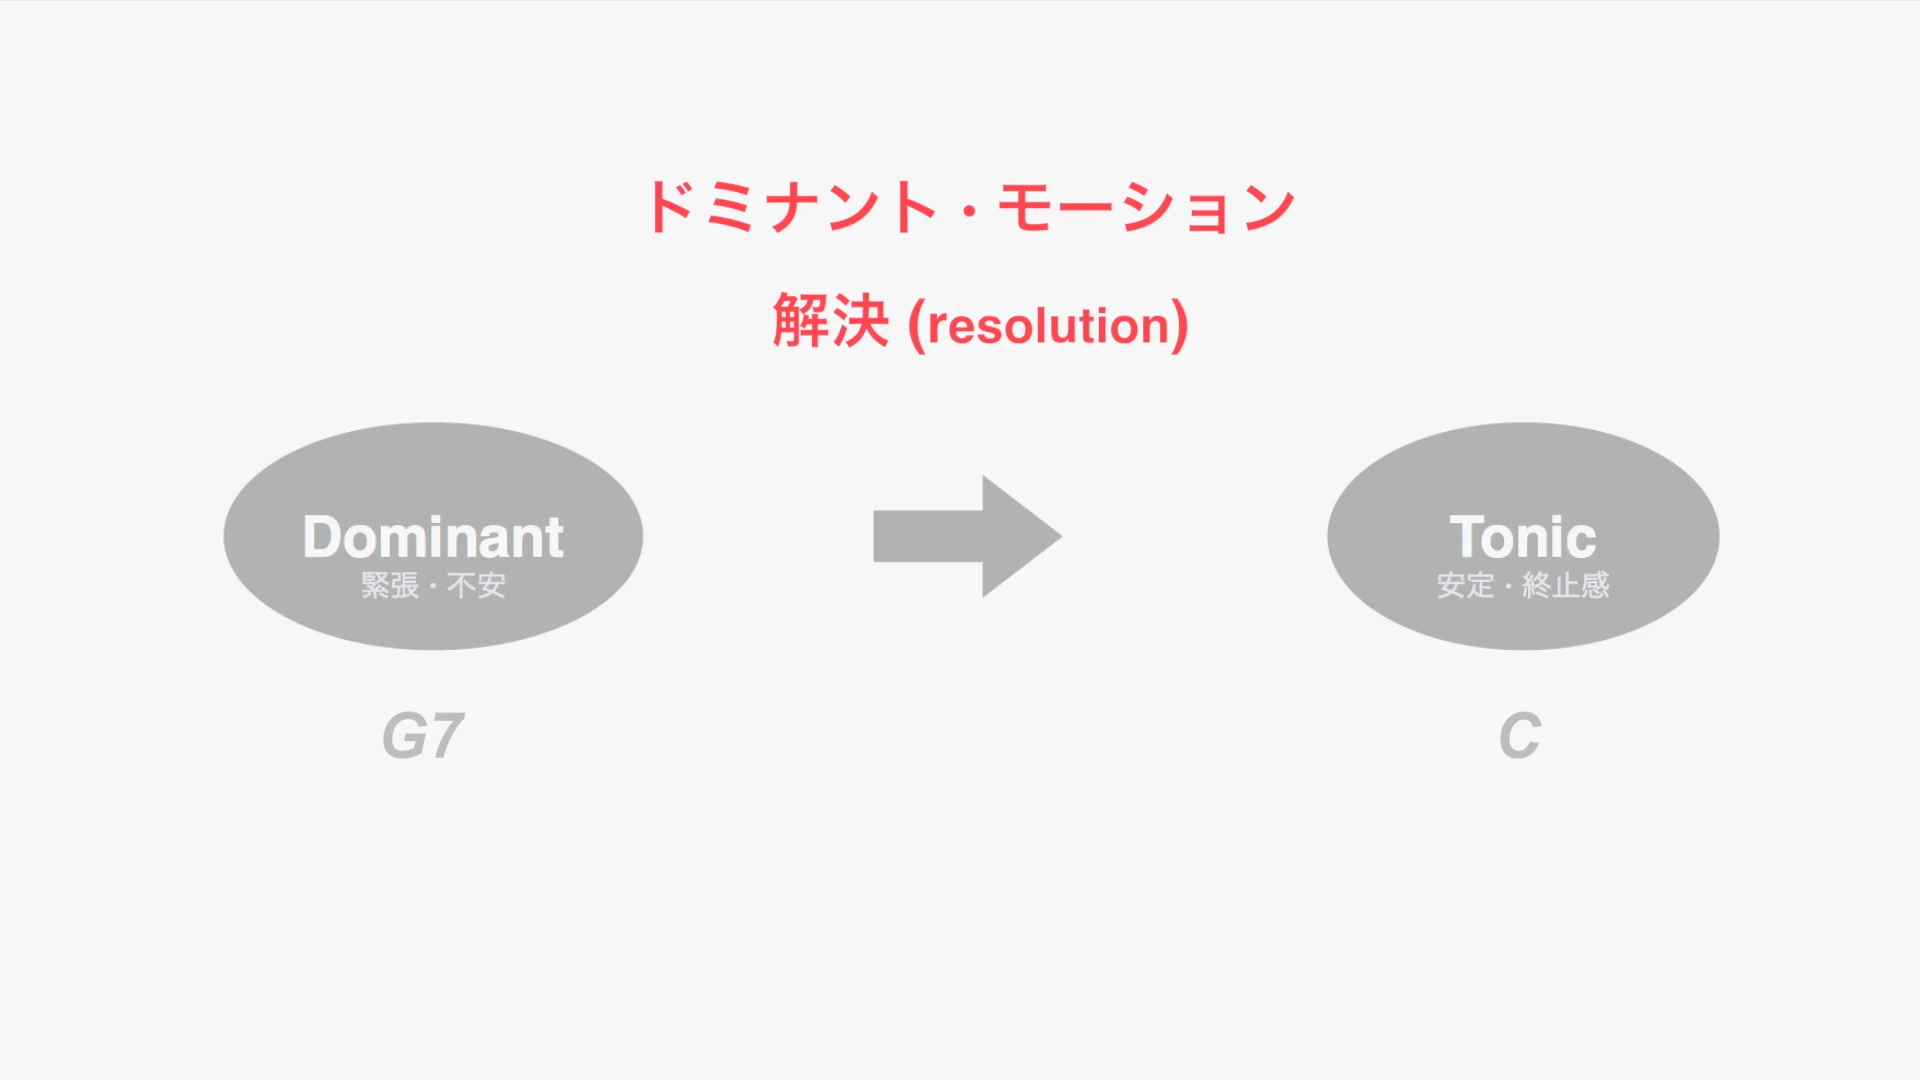 ドミナント・モーション
解決 (resolution)
Dominant
緊張・不安
Tonic
安定・終止感
G7
C